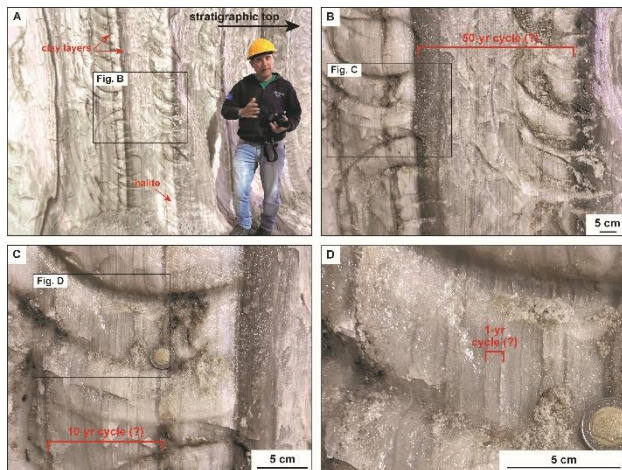 A
stratigraphic top
clay layers
Fig. B
halite
B
50-yr cycle (?)
Fig. C
5 cm
C
Fig. D
10-yr cycle (?)
5 cm
D
1-yr
cycle (?)
5 cm